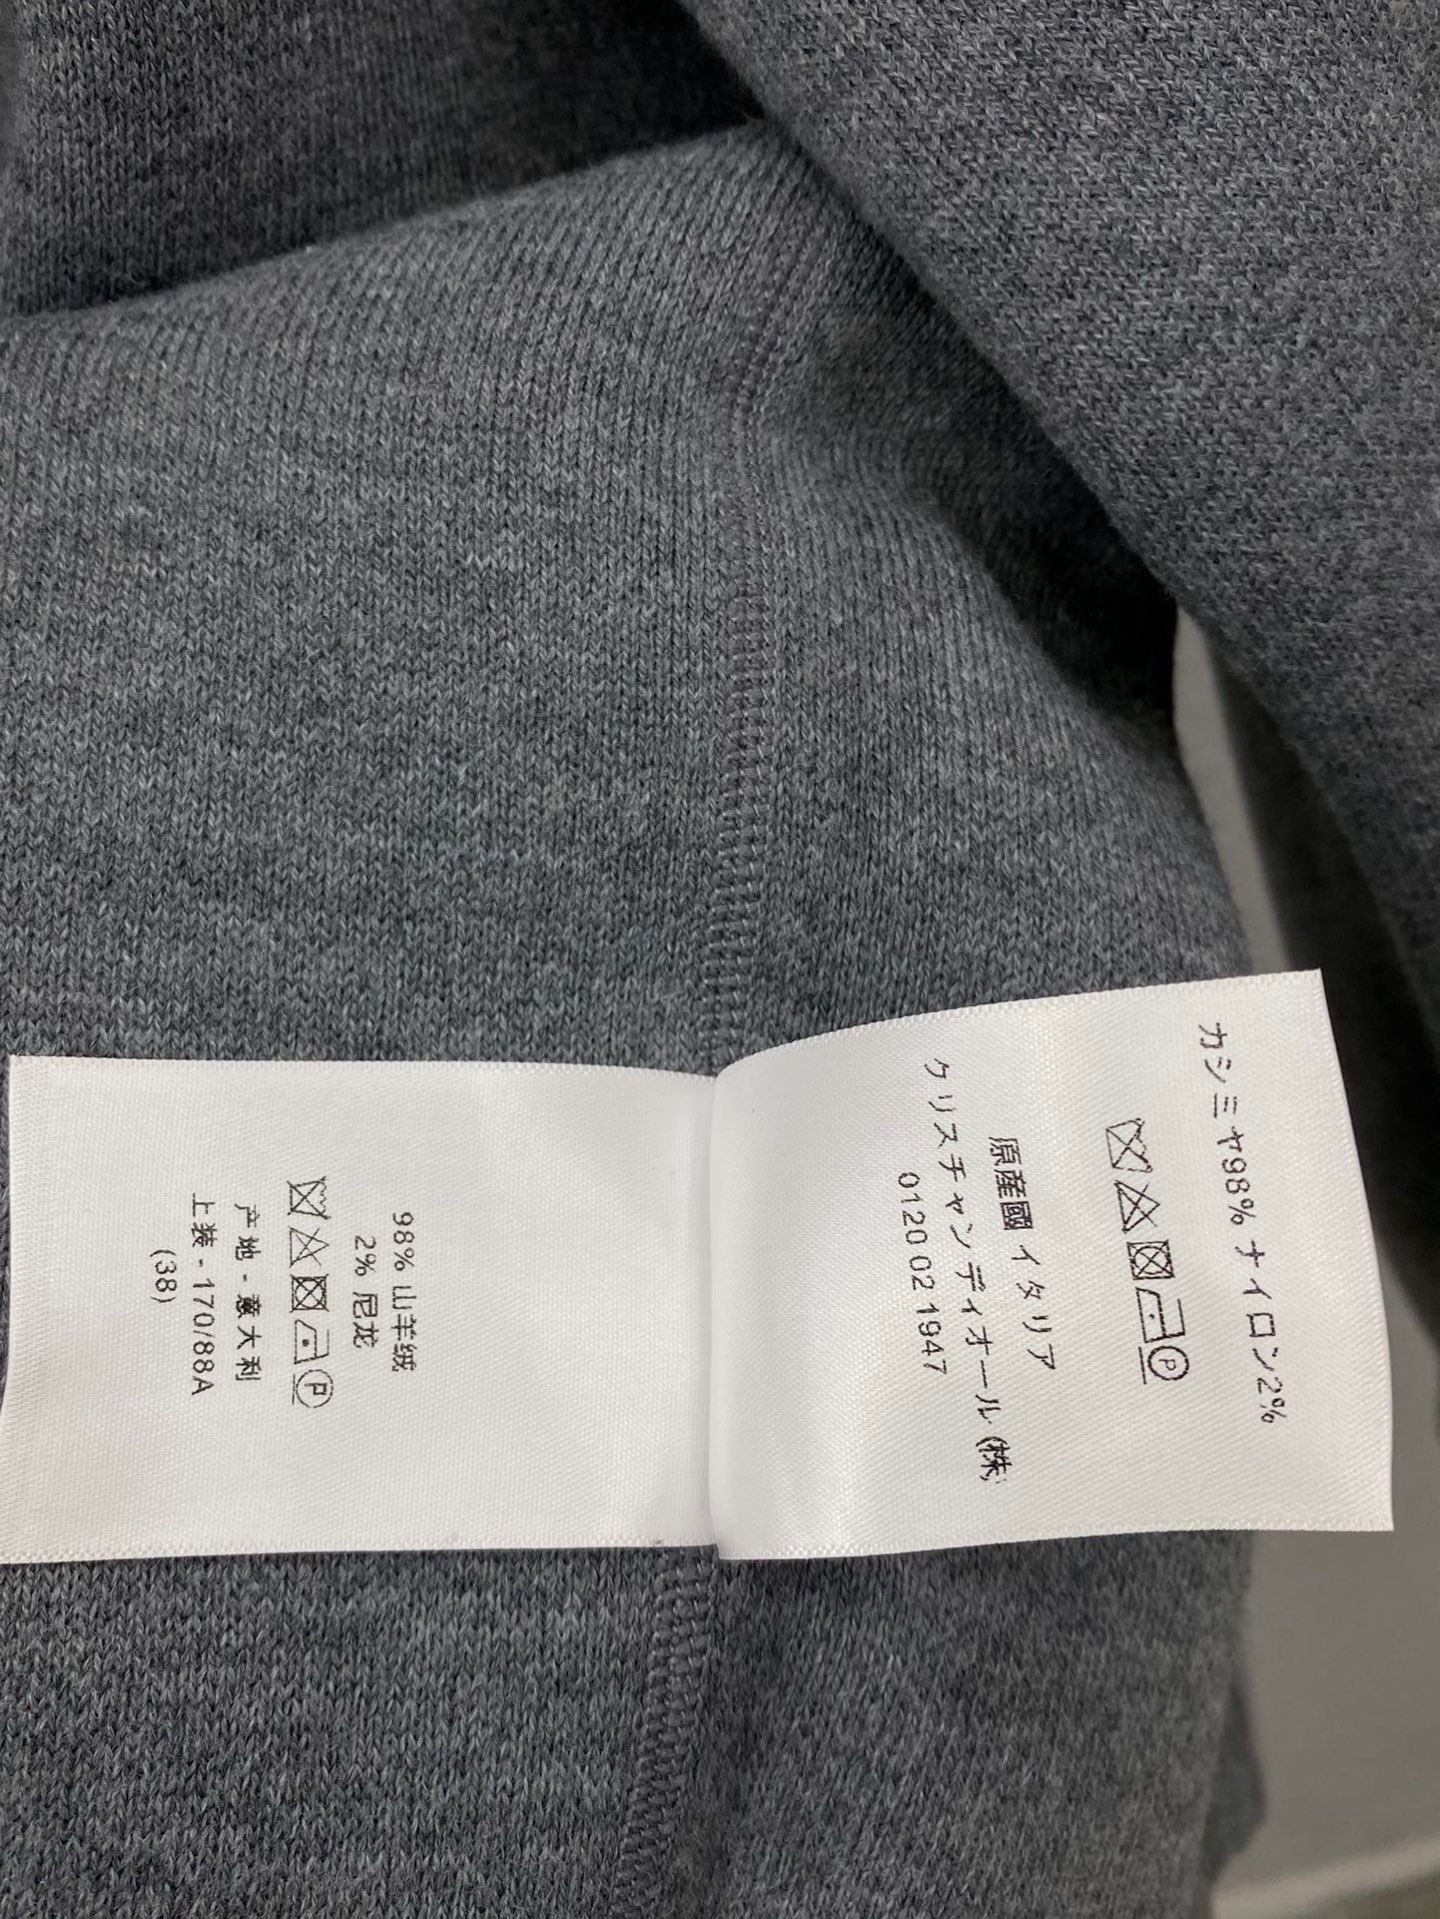 98% 山羊绒
2% 尼龙
产地 - 意大利
上装 - 170/88A
(38)
カシミヤ98% ナイロン2%
原産國 イタリア
クリスチャンディオール (株)
0120 02 1947